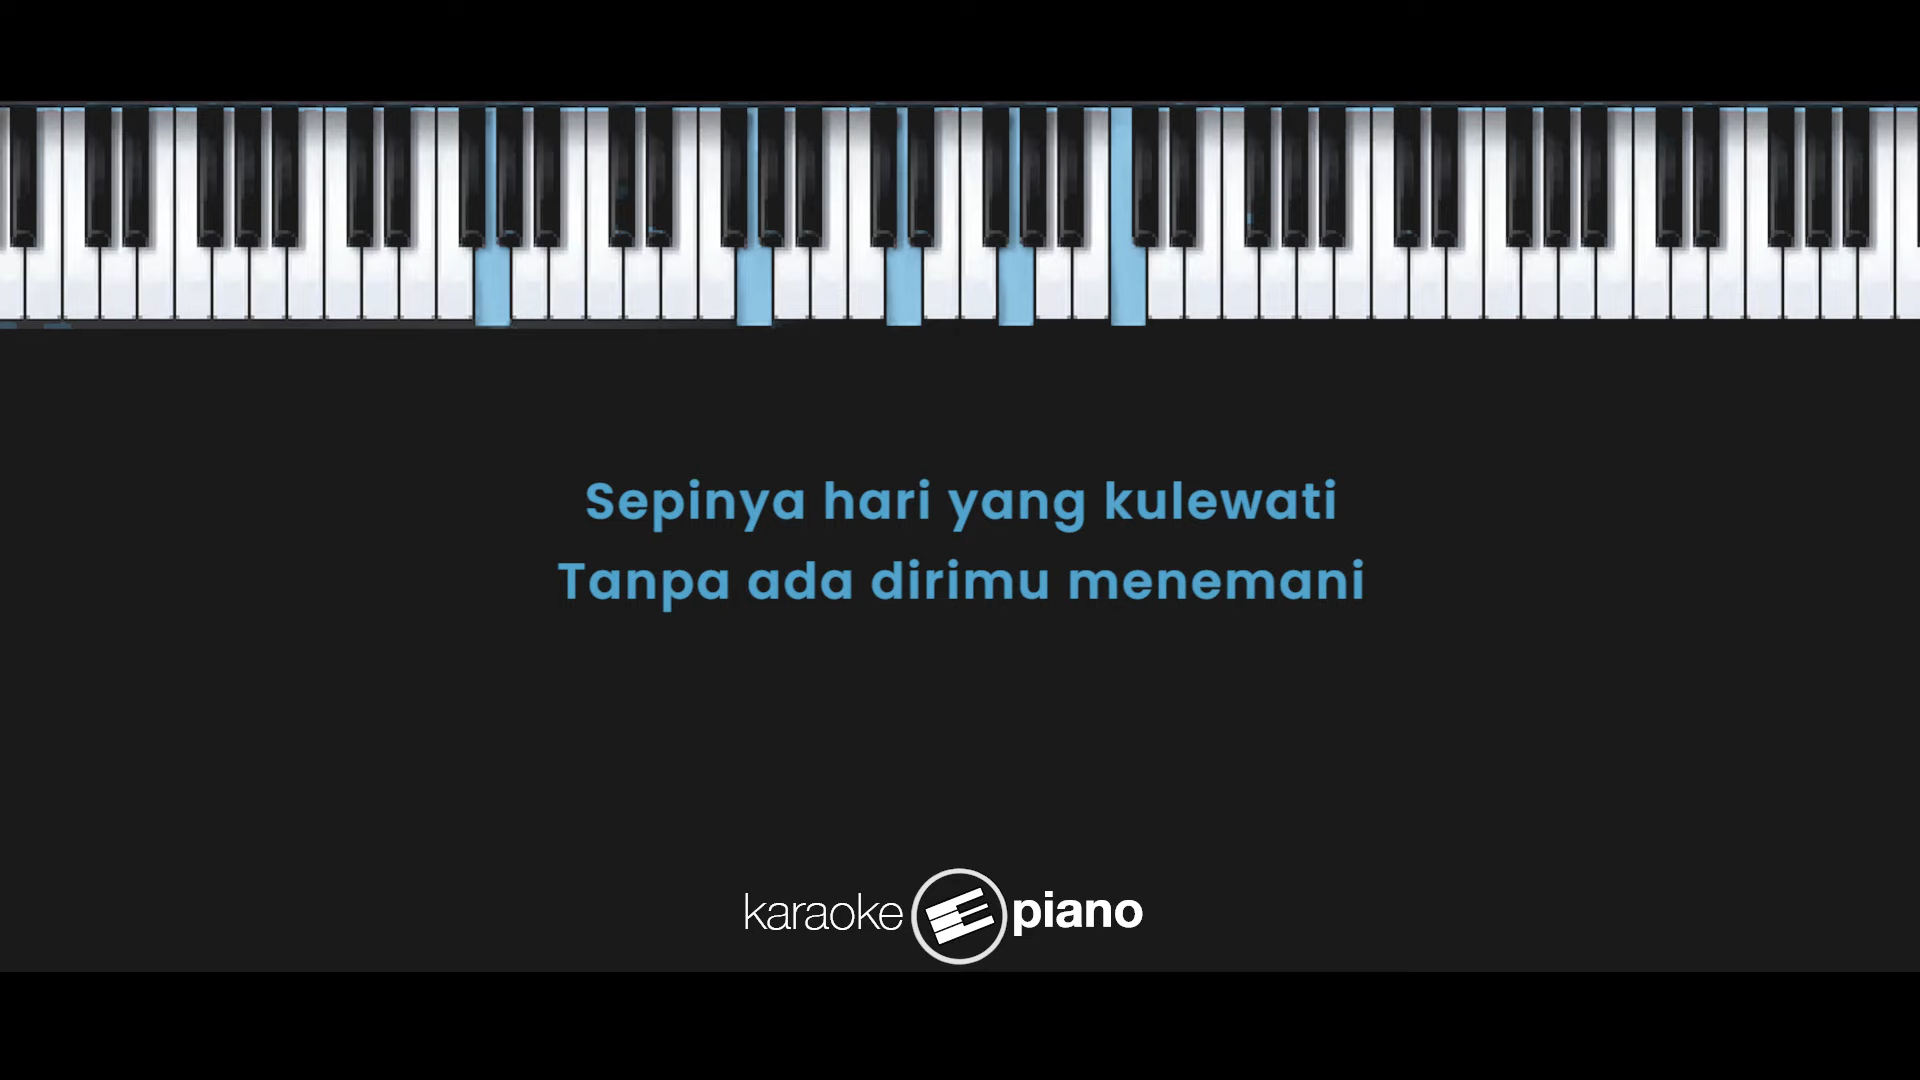 Sepinya hari yang kulewati
Tanpa ada dirimu menemani
karaoke piano